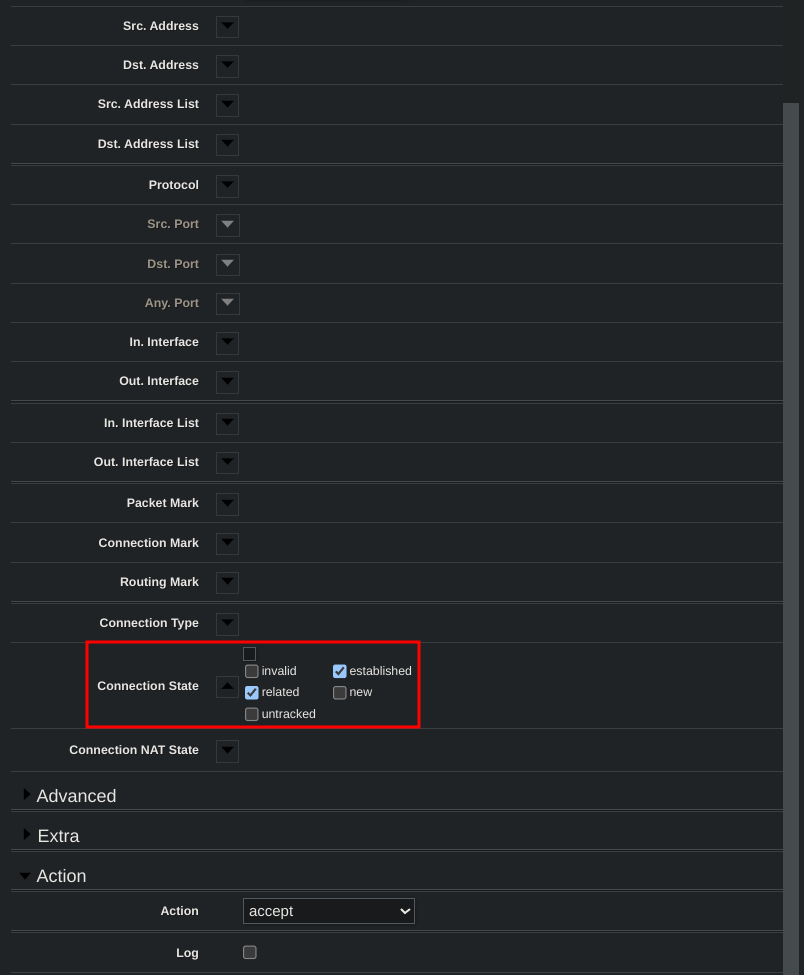 Src. Address
Dst. Address
Src. Address List
Dst. Address List
Protocol
Src. Port
Dst. Port
Any. Port
In. Interface
Out. Interface
In. Interface List
Out. Interface List
Packet Mark
Connection Mark
Routing Mark
Connection Type
Connection State
invalid established
related new
untracked
Connection NAT State
Advanced
Extra
Action
Action accept
Log